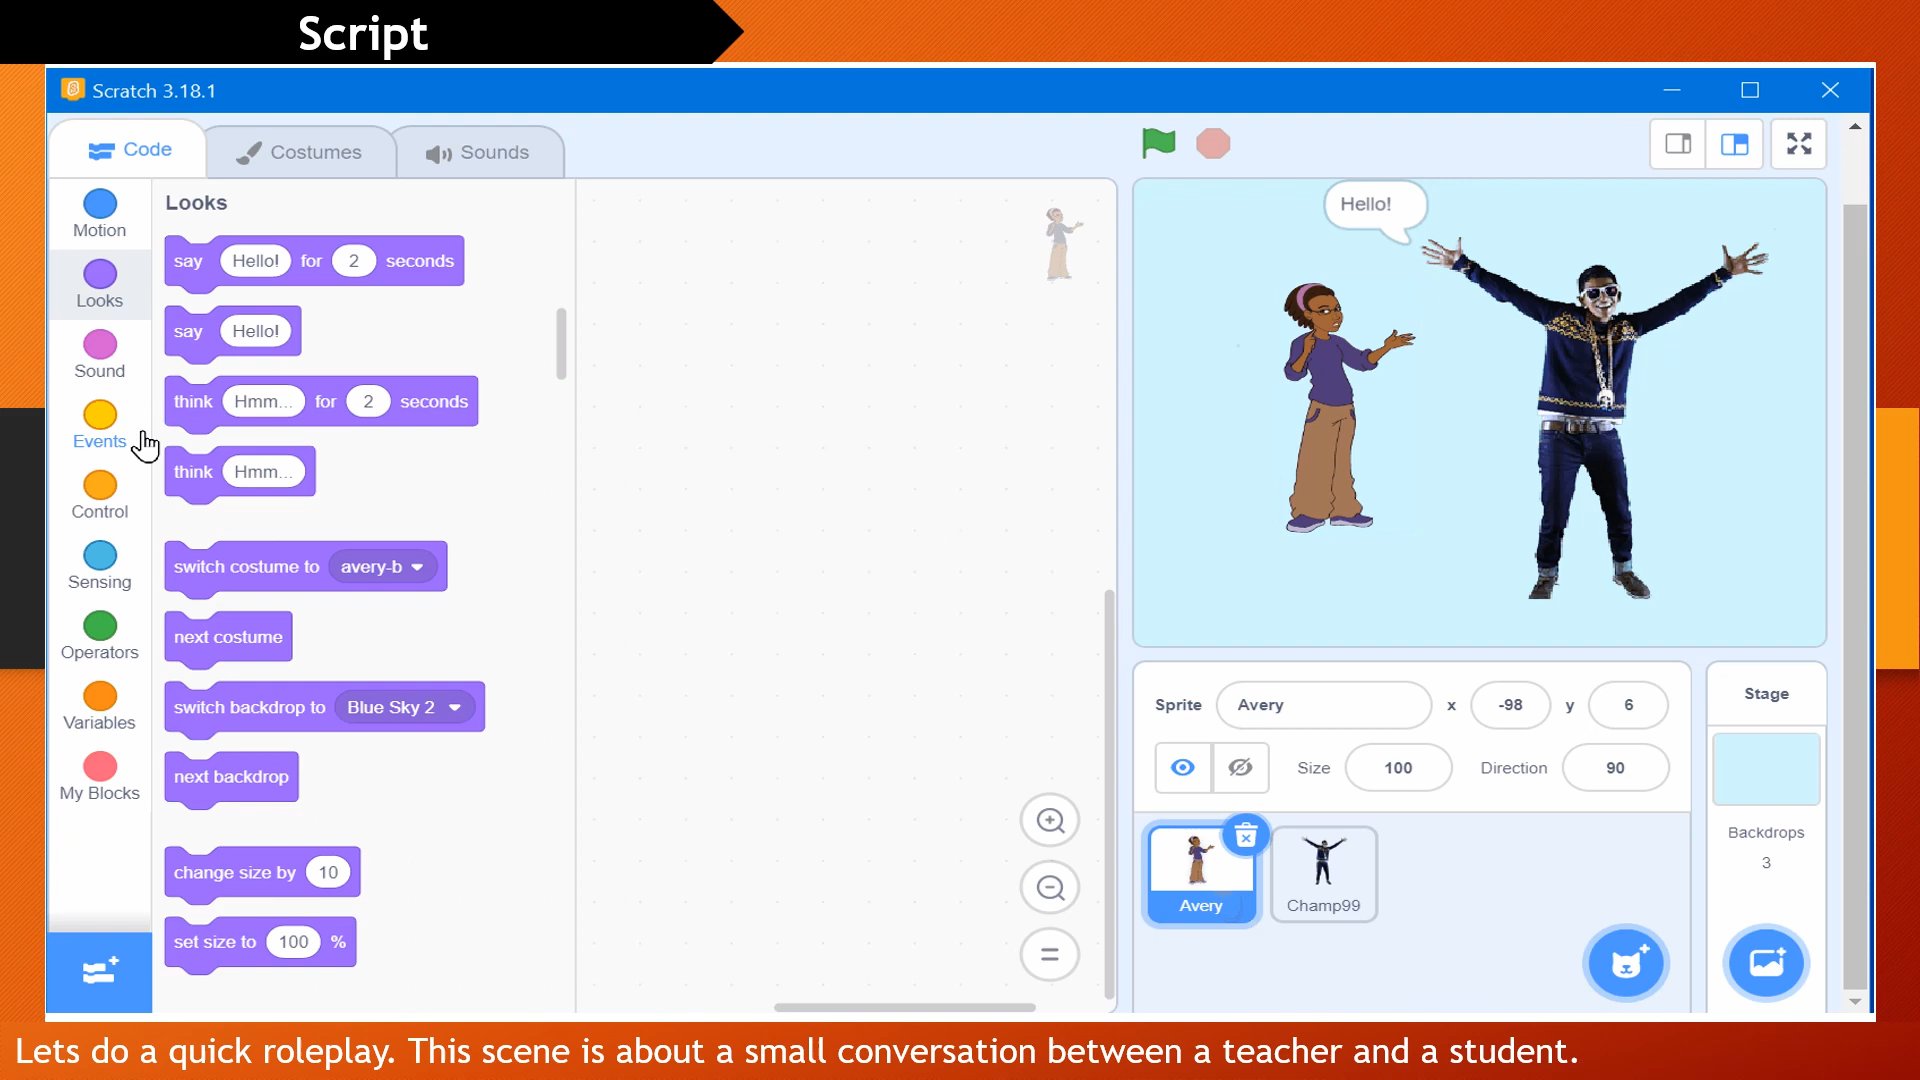 Script
Scratch 3.18.1
Code
Costumes
Sounds
Motion
Looks
Sound
Events
Control
Sensing
Operators
Variables
My Blocks
Looks
say Hello! for 2 seconds
say Hello!
think Hmm... for 2 seconds
think Hmm...
switch costume to avery-b
next costume
switch backdrop to Blue Sky 2
next backdrop
change size by 10
set size to 100 %
Hello!
Sprite Avery x -98 y 6
Size 100 Direction 90
Avery
Champ99
Stage
Backdrops
3
Lets do a quick roleplay. This scene is about a small conversation between a teacher and a student.